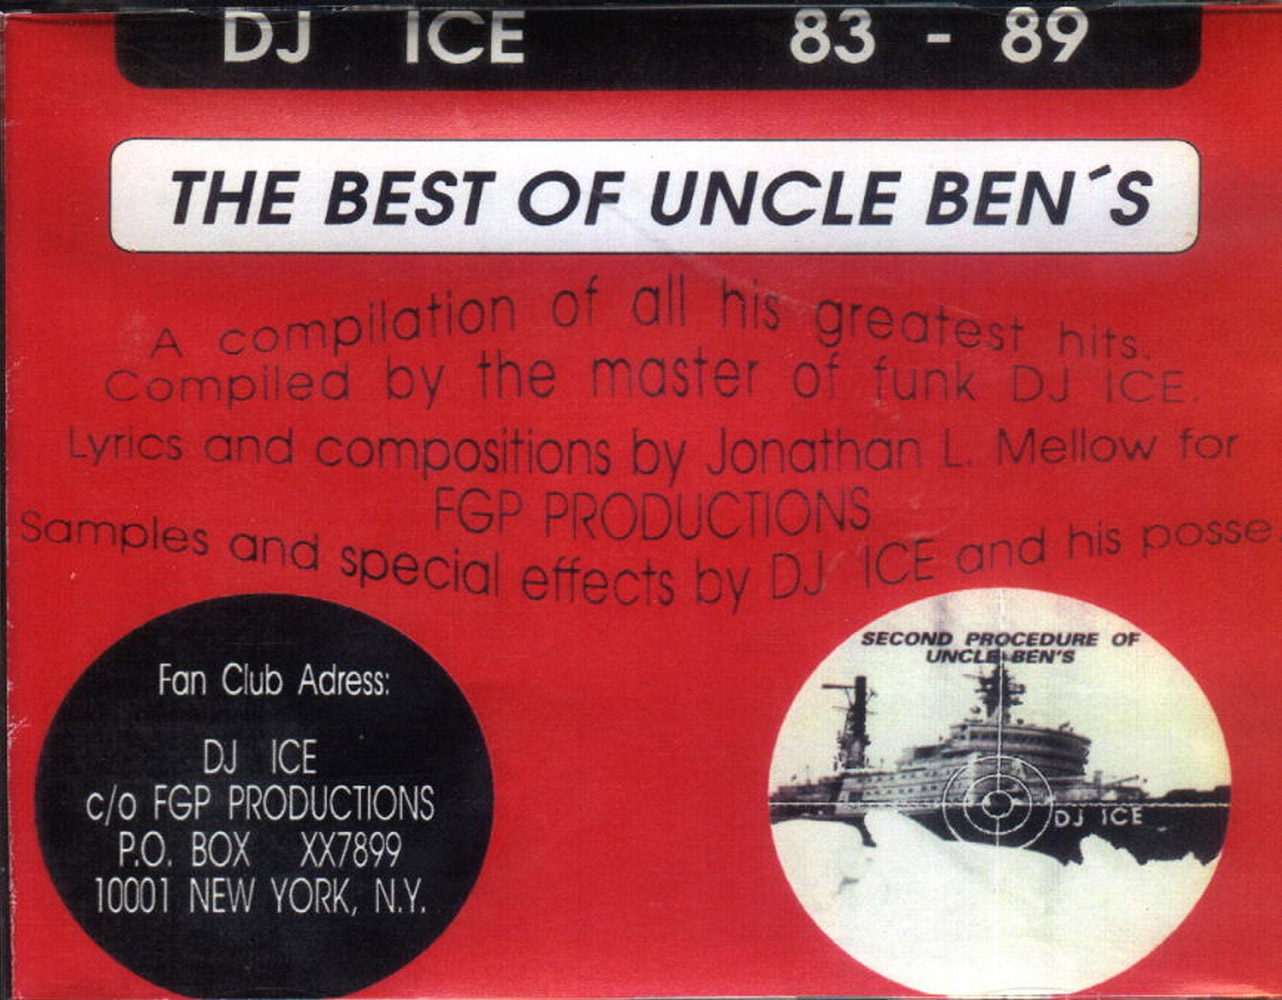 DJ ICE 83 - 89
THE BEST OF UNCLE BEN´S
A compilation of all his greatest hits.
Compiled by the master of funk DJ ICE.
Lyrics and compositions by Jonathan L. Mellow for
FGP PRODUCTIONS
Samples and special effects by DJ ICE and his posse
Fan Club Adress:
DJ ICE
c/o FGP PRODUCTIONS
P.O. BOX XX7899
10001 NEW YORK, N.Y.
SECOND PROCEDURE OF
UNCLE BEN'S
DJ ICE